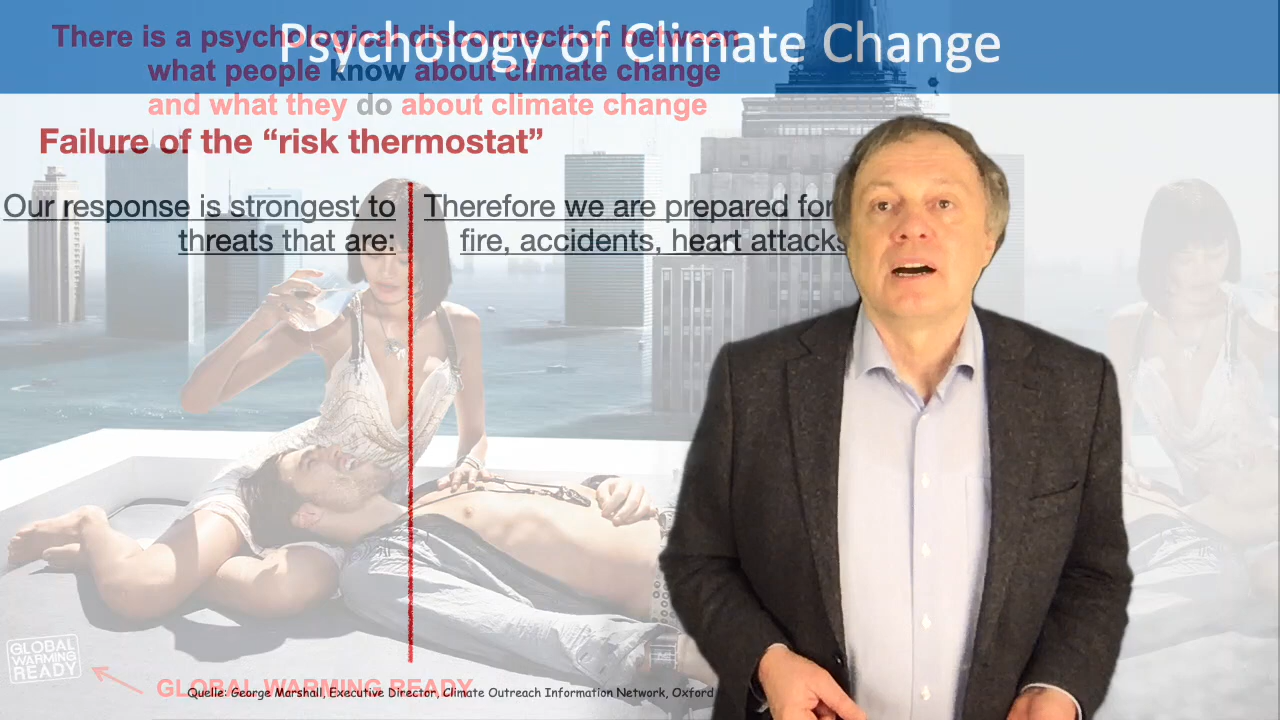 Psychology of Climate Change
There is a psychological disconnection between
what people know about climate change
and what they do about climate change
Failure of the “risk thermostat”
Our response is strongest to
threats that are:
Therefore we are prepared for
fire, accidents, heart attacks
GLOBAL
WARMING
READY
GLOBAL WARMING READY
Quelle: George Marshall, Executive Director, Climate Outreach Information Network, Oxford